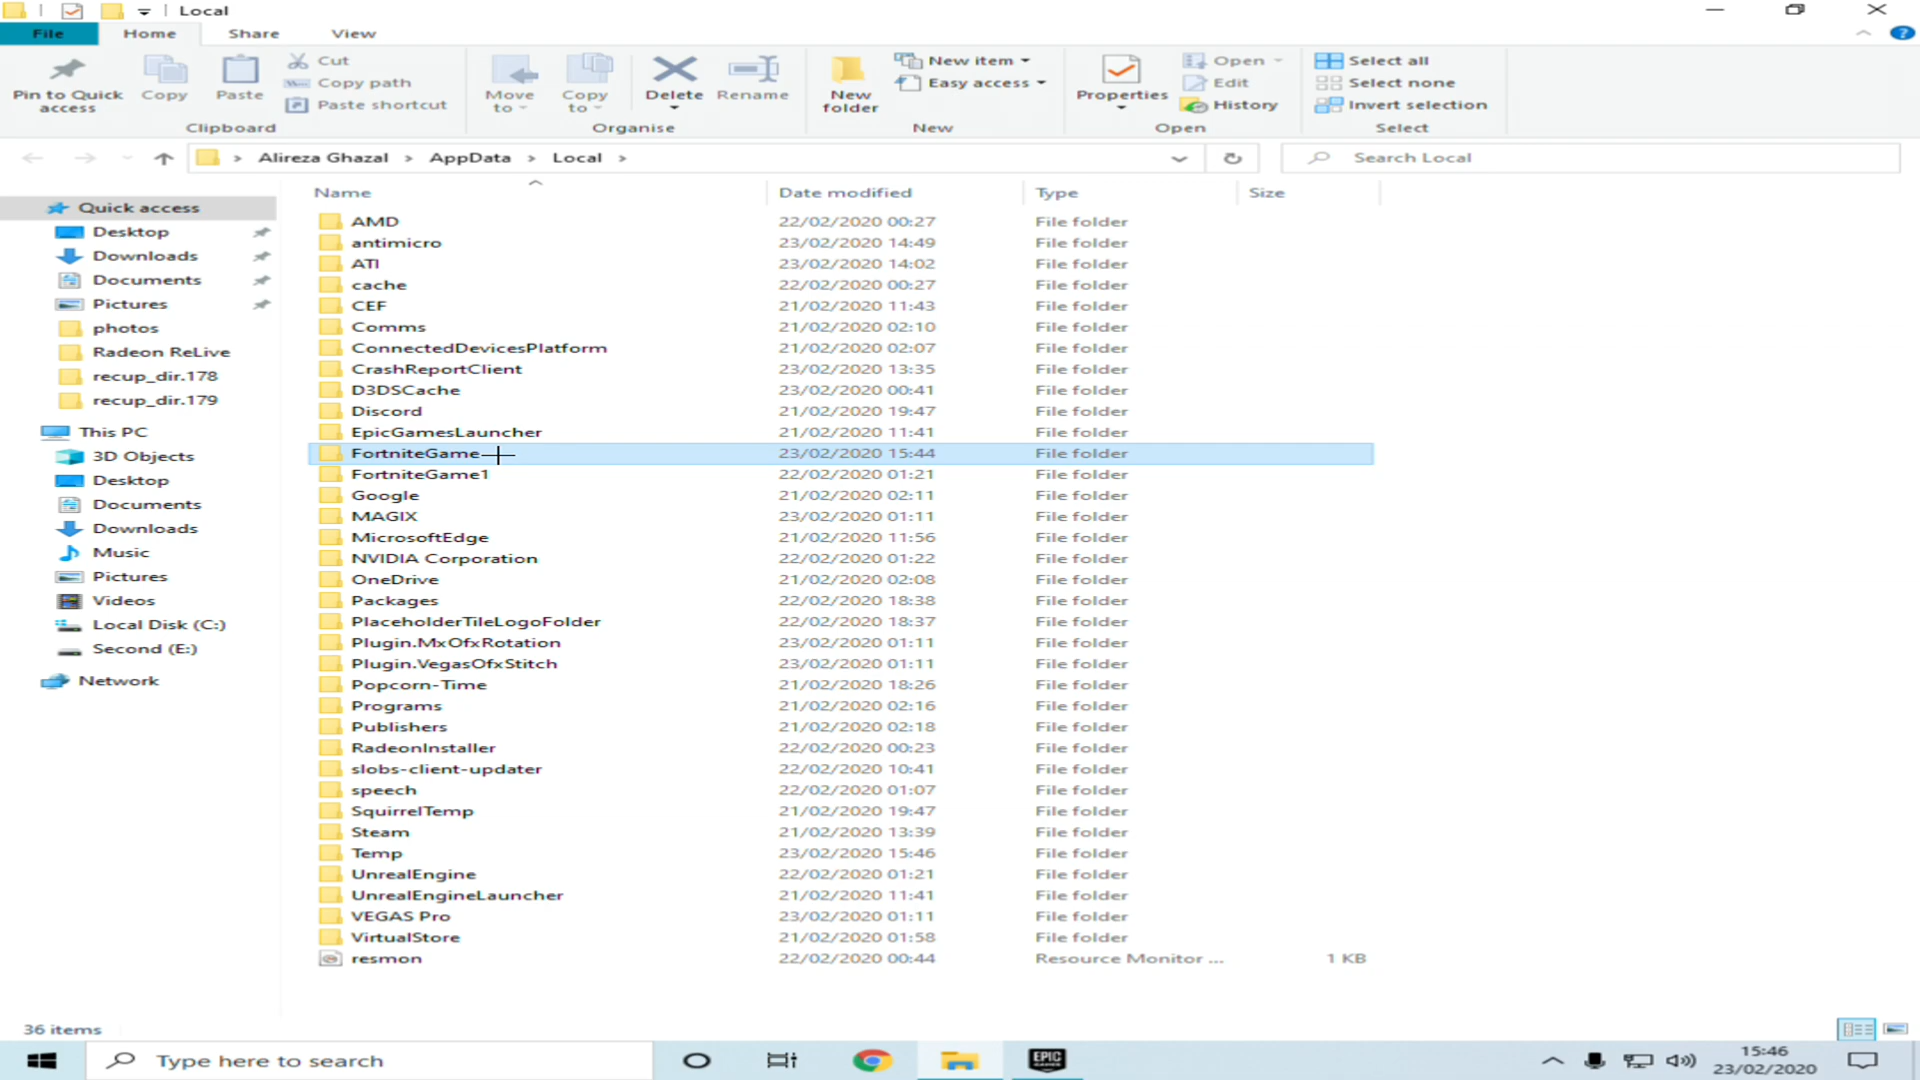 Local
File Home Share View
Pin to Quick access
Copy
Paste
Cut
Copy path
Paste shortcut
Clipboard
Move to
Copy to
Delete
Rename
Organise
New folder
New item
Easy access
New
Properties
Open
Edit
History
Open
Select all
Select none
Invert selection
Select
Alireza Ghazal > AppData > Local >
Search Local
Name Date modified Type Size
Quick access
Desktop
Downloads
Documents
Pictures
photos
Radeon ReLive
recup_dir.178
recup_dir.179
This PC
3D Objects
Desktop
Documents
Downloads
Music
Pictures
Videos
Local Disk (C:)
Second (E:)
Network
AMD 22/02/2020 00:27 File folder
antimicro 23/02/2020 14:49 File folder
ATI 23/02/2020 14:02 File folder
cache 22/02/2020 00:27 File folder
CEF 21/02/2020 11:43 File folder
Comms 21/02/2020 02:10 File folder
ConnectedDevicesPlatform 21/02/2020 02:07 File folder
CrashReportClient 23/02/2020 13:35 File folder
D3DSCache 23/02/2020 00:41 File folder
Discord 21/02/2020 19:47 File folder
EpicGamesLauncher 21/02/2020 11:41 File folder
FortniteGame 23/02/2020 15:44 File folder
FortniteGame1 22/02/2020 01:21 File folder
Google 21/02/2020 02:11 File folder
MAGIX 23/02/2020 01:11 File folder
MicrosoftEdge 21/02/2020 11:56 File folder
NVIDIA Corporation 22/02/2020 01:22 File folder
OneDrive 21/02/2020 02:08 File folder
Packages 22/02/2020 18:38 File folder
PlaceholderTileLogoFolder 22/02/2020 18:37 File folder
Plugin.MxOfxRotation 23/02/2020 01:11 File folder
Plugin.VegasOfxStitch 23/02/2020 01:11 File folder
Popcorn-Time 21/02/2020 18:26 File folder
Programs 21/02/2020 02:16 File folder
Publishers 21/02/2020 02:18 File folder
RadeonInstaller 22/02/2020 00:23 File folder
slobs-client-updater 22/02/2020 10:41 File folder
speech 22/02/2020 01:07 File folder
SquirrelTemp 21/02/2020 19:47 File folder
Steam 21/02/2020 13:39 File folder
Temp 23/02/2020 15:46 File folder
UnrealEngine 22/02/2020 01:21 File folder
UnrealEngineLauncher 21/02/2020 11:41 File folder
VEGAS Pro 23/02/2020 01:11 File folder
VirtualStore 21/02/2020 01:58 File folder
resmon 22/02/2020 00:44 Resource Monitor ... 1 KB
36 items
Type here to search
EPIC GAMES
15:46
23/02/2020